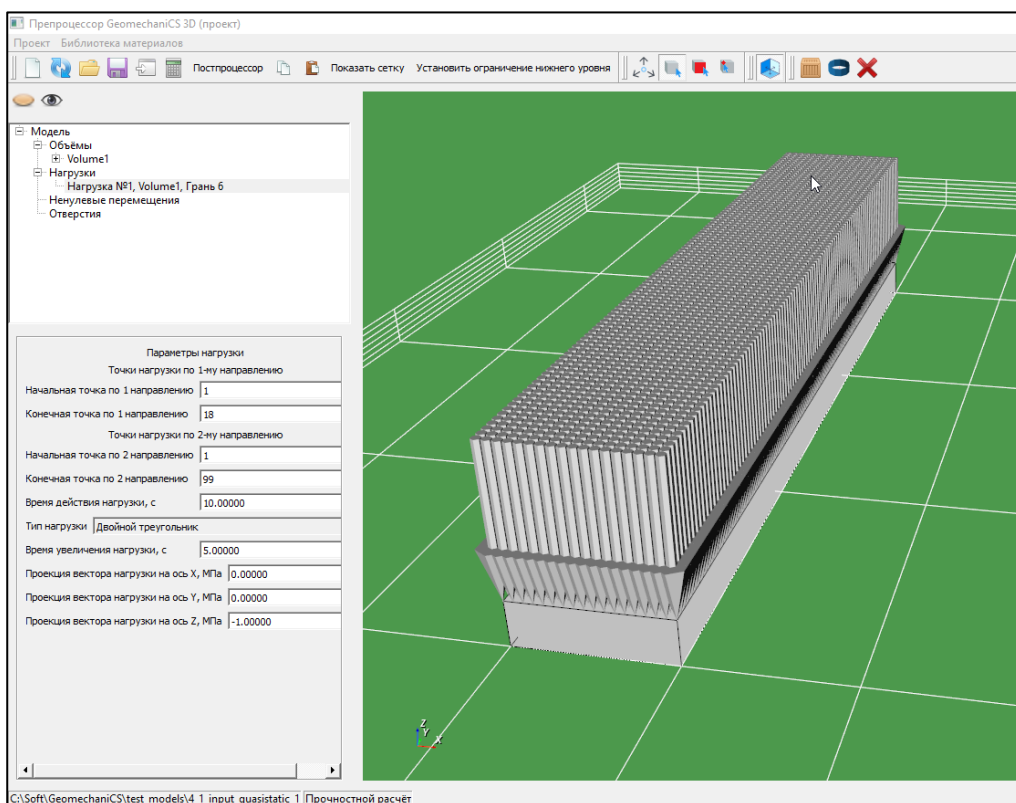 Препроцессор GeomechaniCS 3D (проект)
Проект Библиотека материалов
Постпроцессор Показать сетку Установить ограничение нижнего уровня
Модель
Объёмы
Volume1
Нагрузки
Нагрузка №1, Volume1, Грань 6
Ненулевые перемещения
Отверстия
Параметры нагрузки
Точки нагрузки по 1-му направлению
Начальная точка по 1 направлению 1
Конечная точка по 1 направлению 18
Точки нагрузки по 2-му направлению
Начальная точка по 2 направлению 1
Конечная точка по 2 направлению 99
Время действия нагрузки, с 10.00000
Тип нагрузки Двойной треугольник
Время увеличения нагрузки, с 5.00000
Проекция вектора нагрузки на ось X, МПа 0.00000
Проекция вектора нагрузки на ось Y, МПа 0.00000
Проекция вектора нагрузки на ось Z, МПа -1.00000
Z
Y
X
C:\Soft\GeomechaniCS\test_models\4_1_input_quasistatic_1 Прочностной расчёт